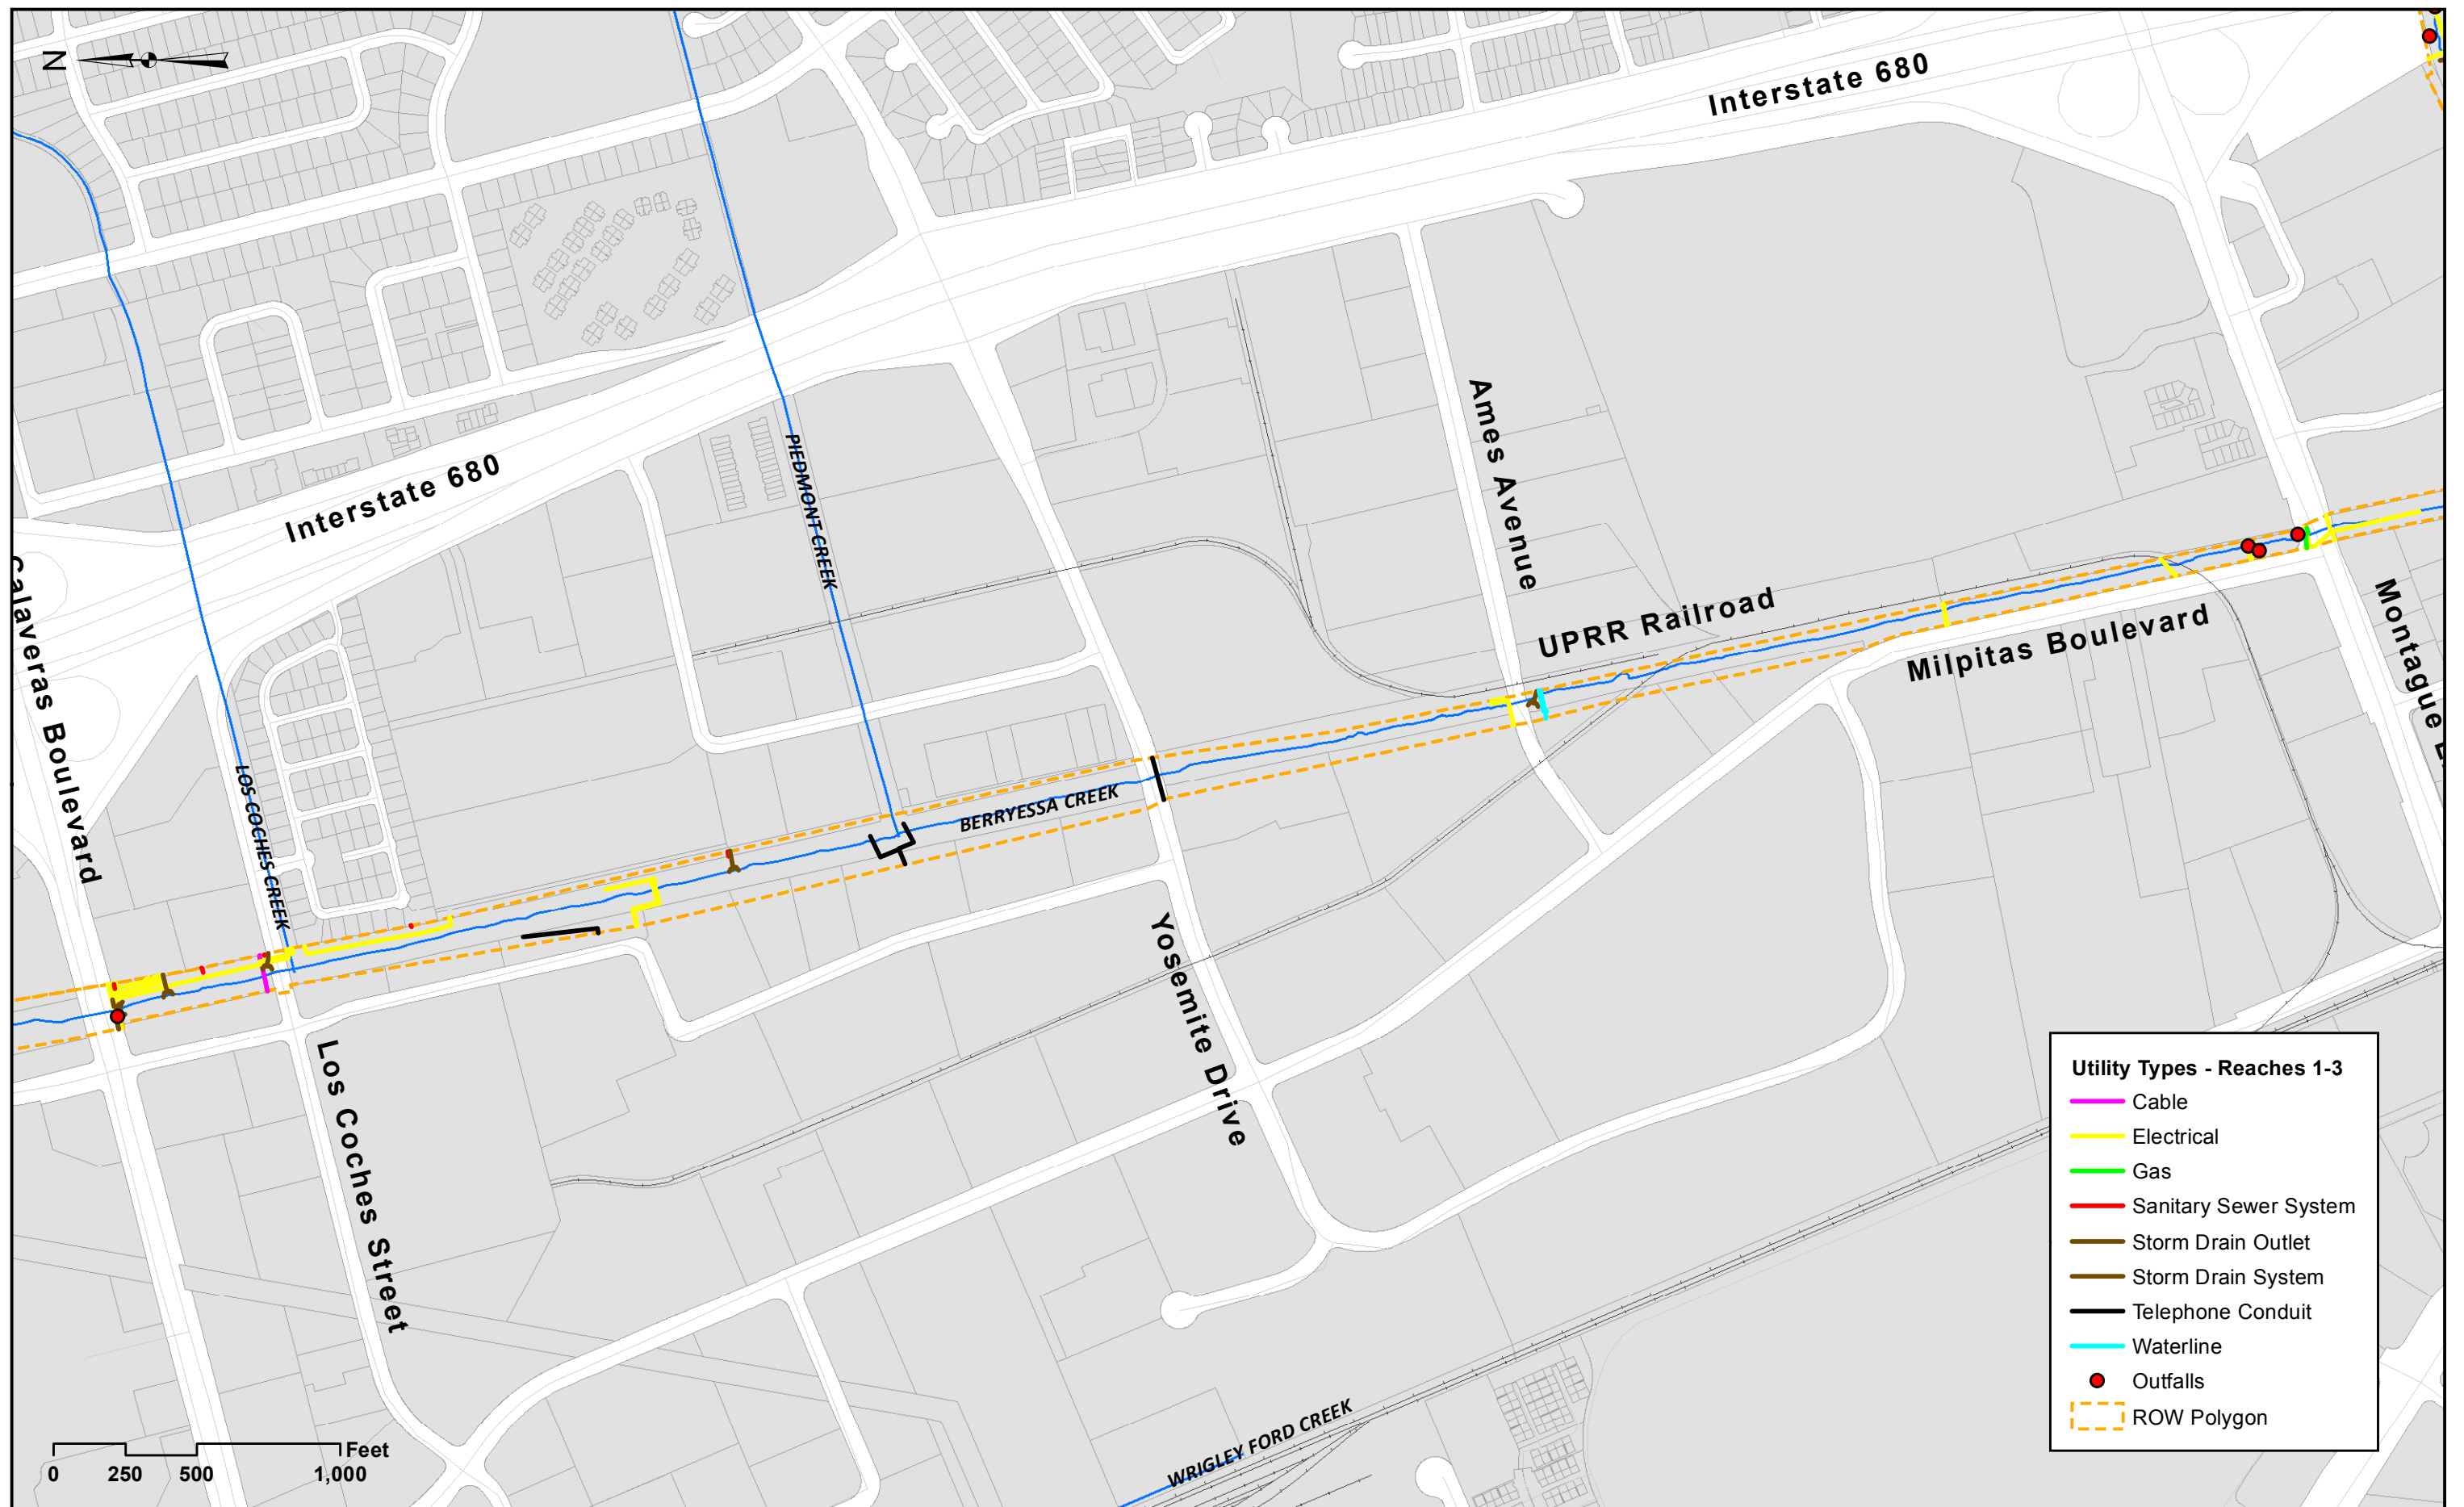 N
Interstate 680
Interstate 680
PIEDMONT CREEK
Ames Avenue
Calaveras Boulevard
LOS COCHES CREEK
UPRR Railroad
Milpitas Boulevard
Montague
BERRYESSA CREEK
Yosemite Drive
Los Coches Street
WRIGLEY FORD CREEK
Utility Types - Reaches 1-3
Cable
Electrical
Gas
Sanitary Sewer System
Storm Drain Outlet
Storm Drain System
Telephone Conduit
Waterline
Outfalls
ROW Polygon
Feet
0 250 500 1,000